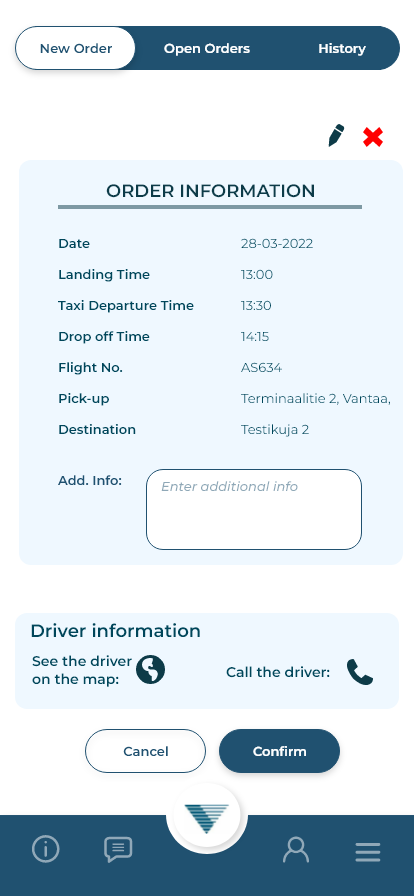 New Order Open Orders History
ORDER INFORMATION
Date 28-03-2022
Landing Time 13:00
Taxi Departure Time 13:30
Drop off Time 14:15
Flight No. AS634
Pick-up Terminaalitie 2, Vantaa,
Destination Testikuja 2
Add. Info: Enter additional info
Driver information
See the driver
on the map:
Call the driver:
Cancel Confirm